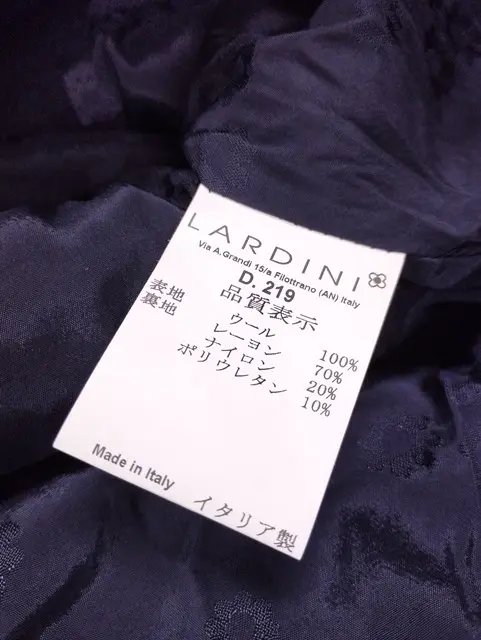 LARDINI
Via A.Grandi 15/a Filottrano (AN) Italy
D. 219
品質表示
表地 ウール 100%
裏地 レーヨン 70%
ナイロン 20%
ポリウレタン 10%
Made in Italy
イタリア製